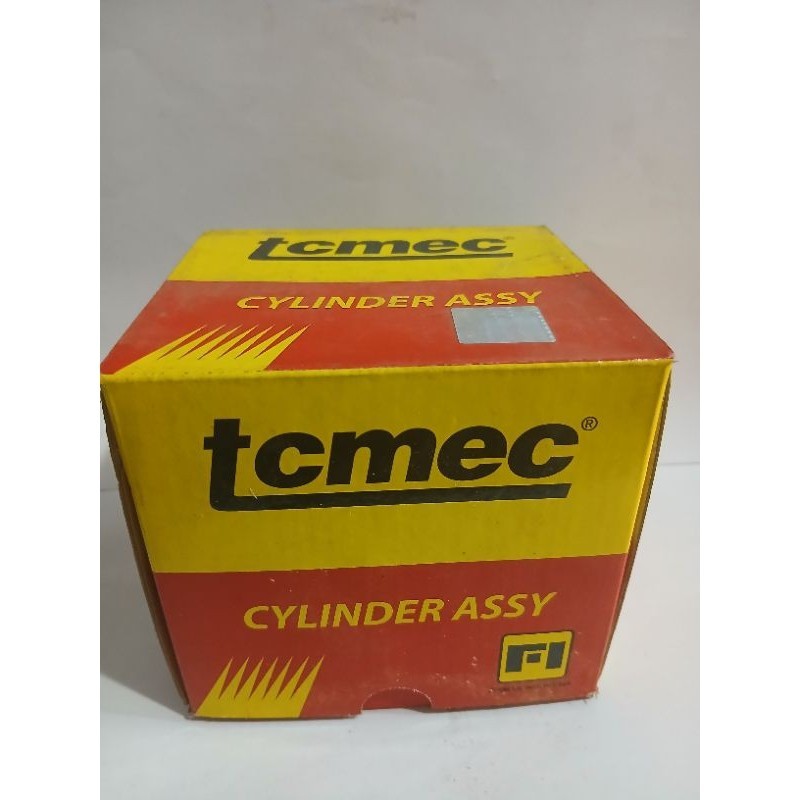 tcmec
CYLINDER ASSY
tcmec®
CYLINDER ASSY
FI